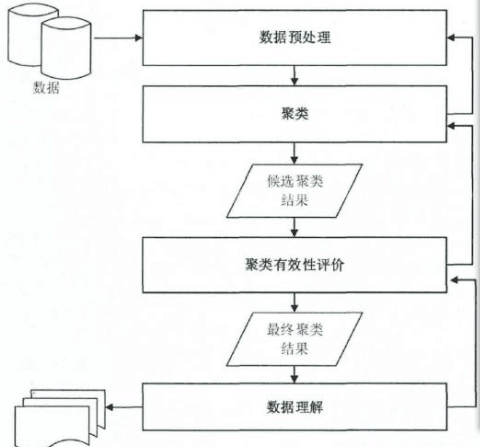 数据预处理
数据
聚类
候选聚类
结果
聚类有效性评价
最终聚类
结果
数据理解